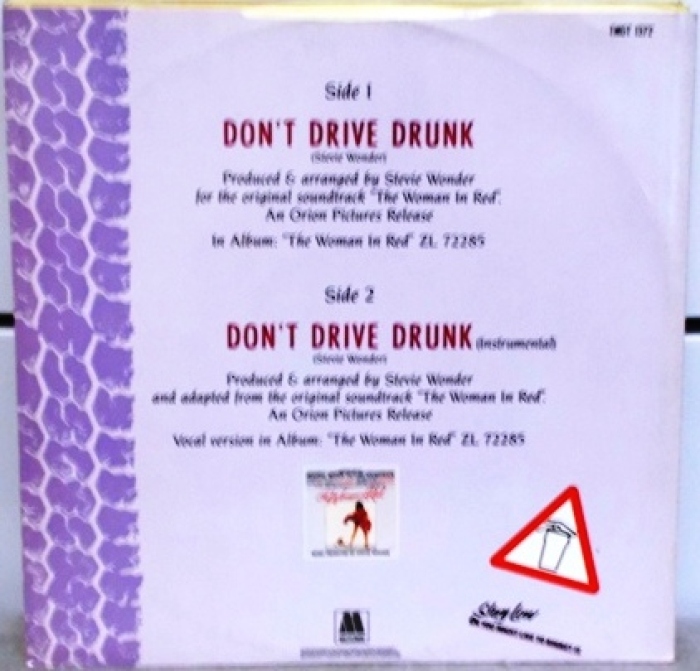 TMGT 1372
Side 1
DON'T DRIVE DRUNK
(Stevie Wonder)
Produced & arranged by Stevie Wonder
for the original soundtrack "The Woman In Red".
An Orion Pictures Release
In Album: "The Woman In Red" ZL 72285
Side 2
DON'T DRIVE DRUNK (Instrumental)
(Stevie Wonder)
Produced & arranged by Stevie Wonder
and adapted from the original soundtrack "The Woman In Red".
An Orion Pictures Release
Vocal version in Album: "The Woman In Red" ZL 72285
M